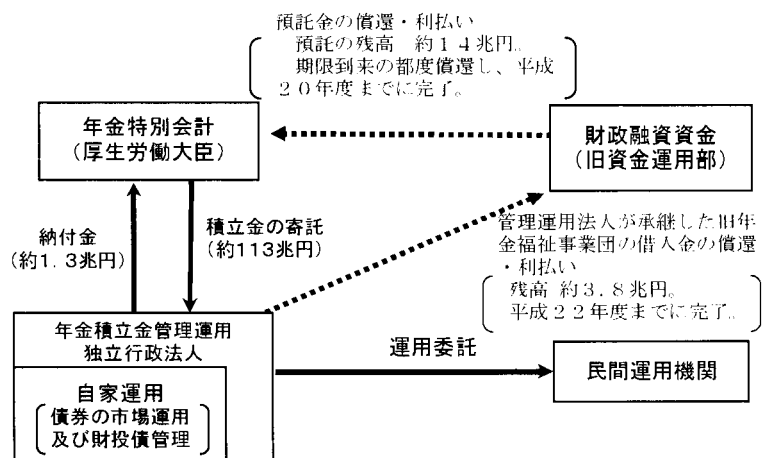 預託金の償還・利払い
預託の残高 約１４兆円。
期限到来の都度償還し、平成
２０年度までに完了。
年金特別会計
（厚生労働大臣）
財政融資資金
（旧資金運用部）
納付金
（約１．３兆円）
積立金の寄託
（約113兆円）
管理運用法人が承継した旧年
金福祉事業団の借入金の償還
・利払い
残高 約３．８兆円。
平成２２年度までに完了。
年金積立金管理運用
独立行政法人
自家運用
債券の市場運用
及び財投債管理
運用委託
民間運用機関